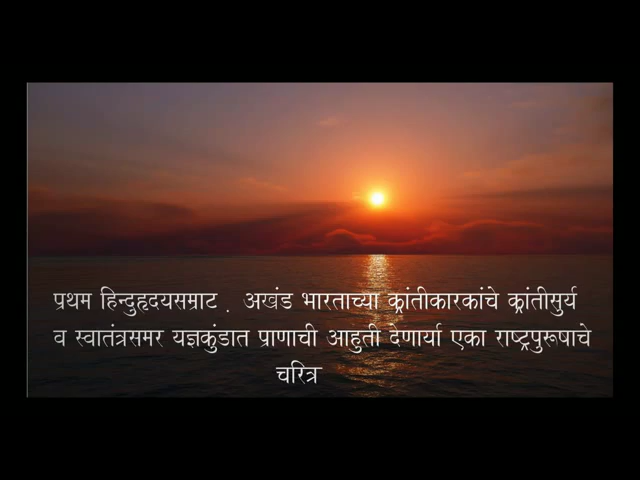 प्रथम हिन्दुहृदयसम्राट . अखंड भारताच्या क्रांतीकारकांचे क्रांतीसुर्य
व स्वातंत्रसमर यज्ञकुंडात प्राणाची आहुती देणार्या एका राष्ट्रपुरूषाचे
चरित्र